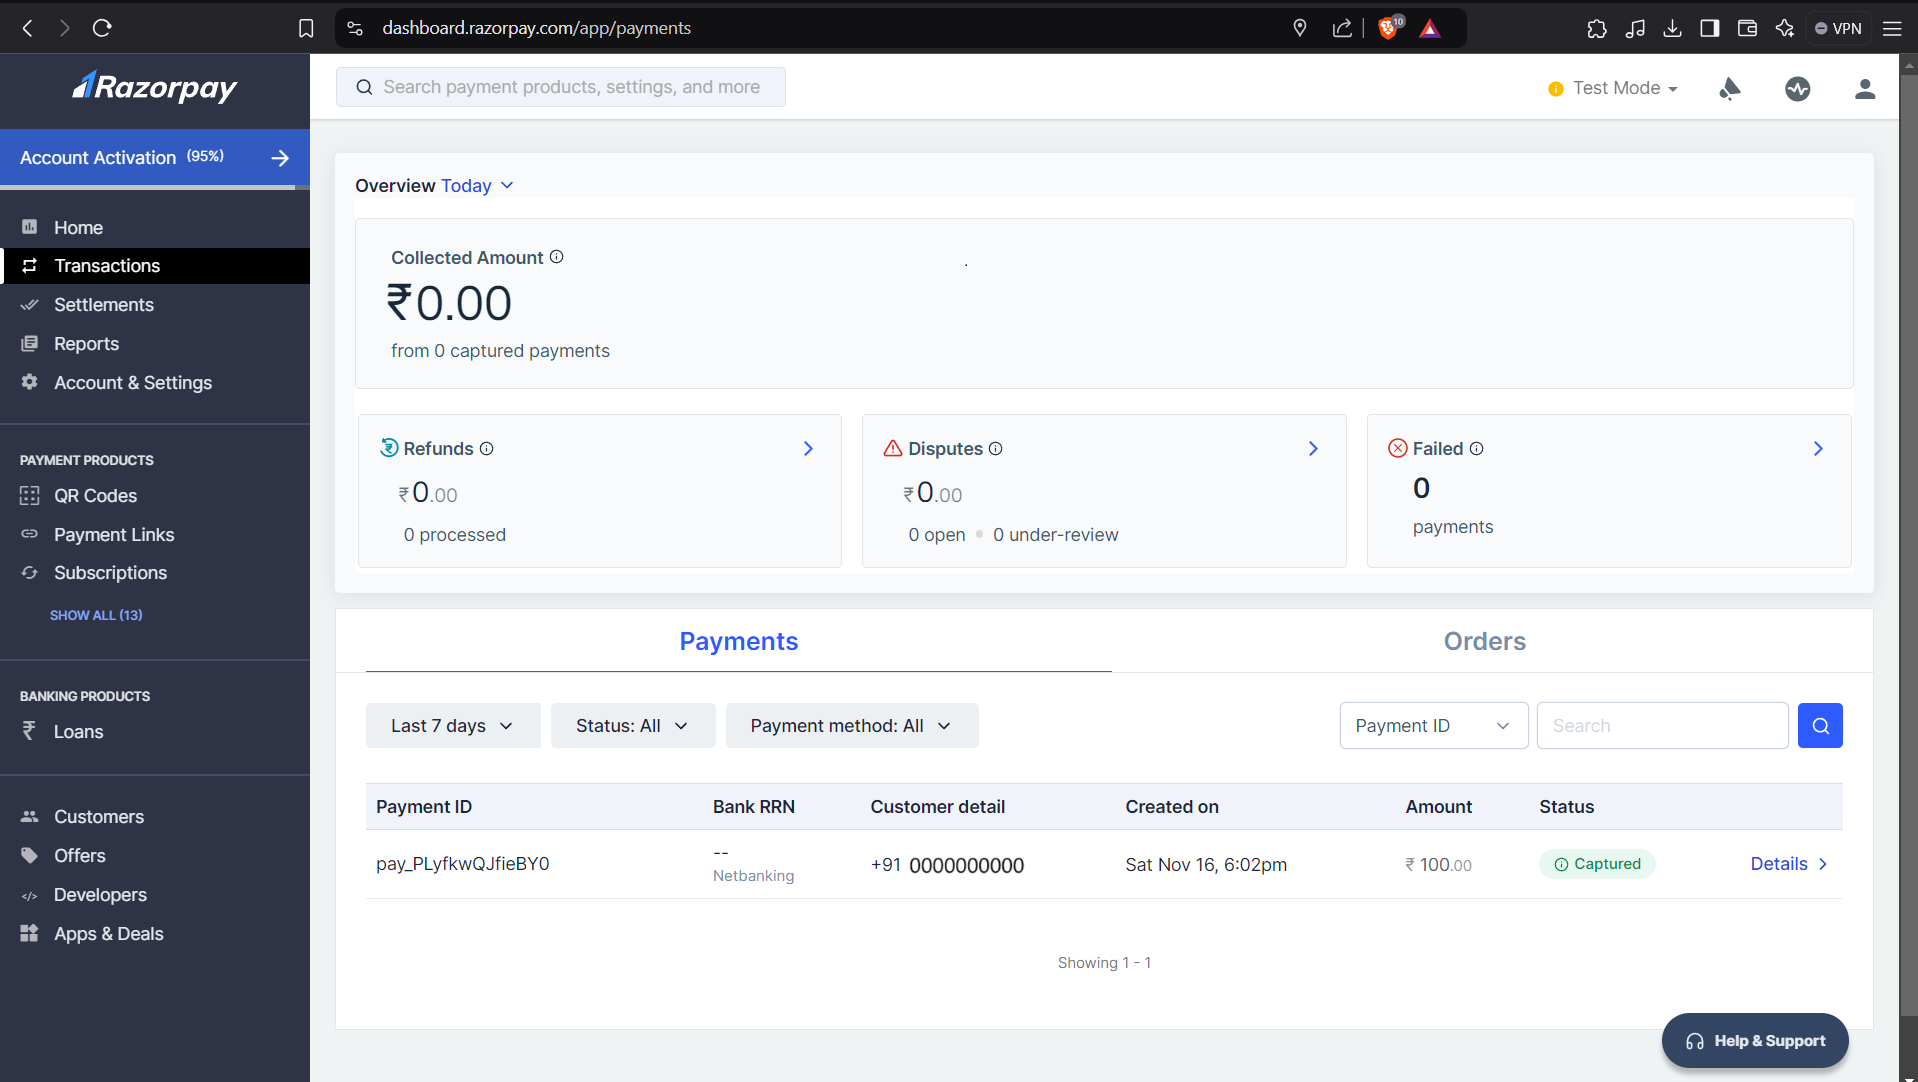 dashboard.razorpay.com/app/payments
10
VPN
Razorpay
Search payment products, settings, and more
Test Mode
Account Activation (95%)
Home
Transactions
Settlements
Reports
Account & Settings
PAYMENT PRODUCTS
QR Codes
Payment Links
Subscriptions
SHOW ALL (13)
BANKING PRODUCTS
Loans
Customers
Offers
Developers
Apps & Deals
Overview Today
Collected Amount
₹0.00
from 0 captured payments
Refunds
₹0.00
0 processed
Disputes
₹0.00
0 open • 0 under-review
Failed
0
payments
Payments
Orders
Last 7 days
Status: All
Payment method: All
Payment ID
Search
Payment ID Bank RRN Customer detail Created on Amount Status
pay_PLyfkwQJfieBY0 -- +91 0000000000 Sat Nov 16, 6:02pm ₹ 100.00 Captured Details
Netbanking
Showing 1 - 1
Help & Support